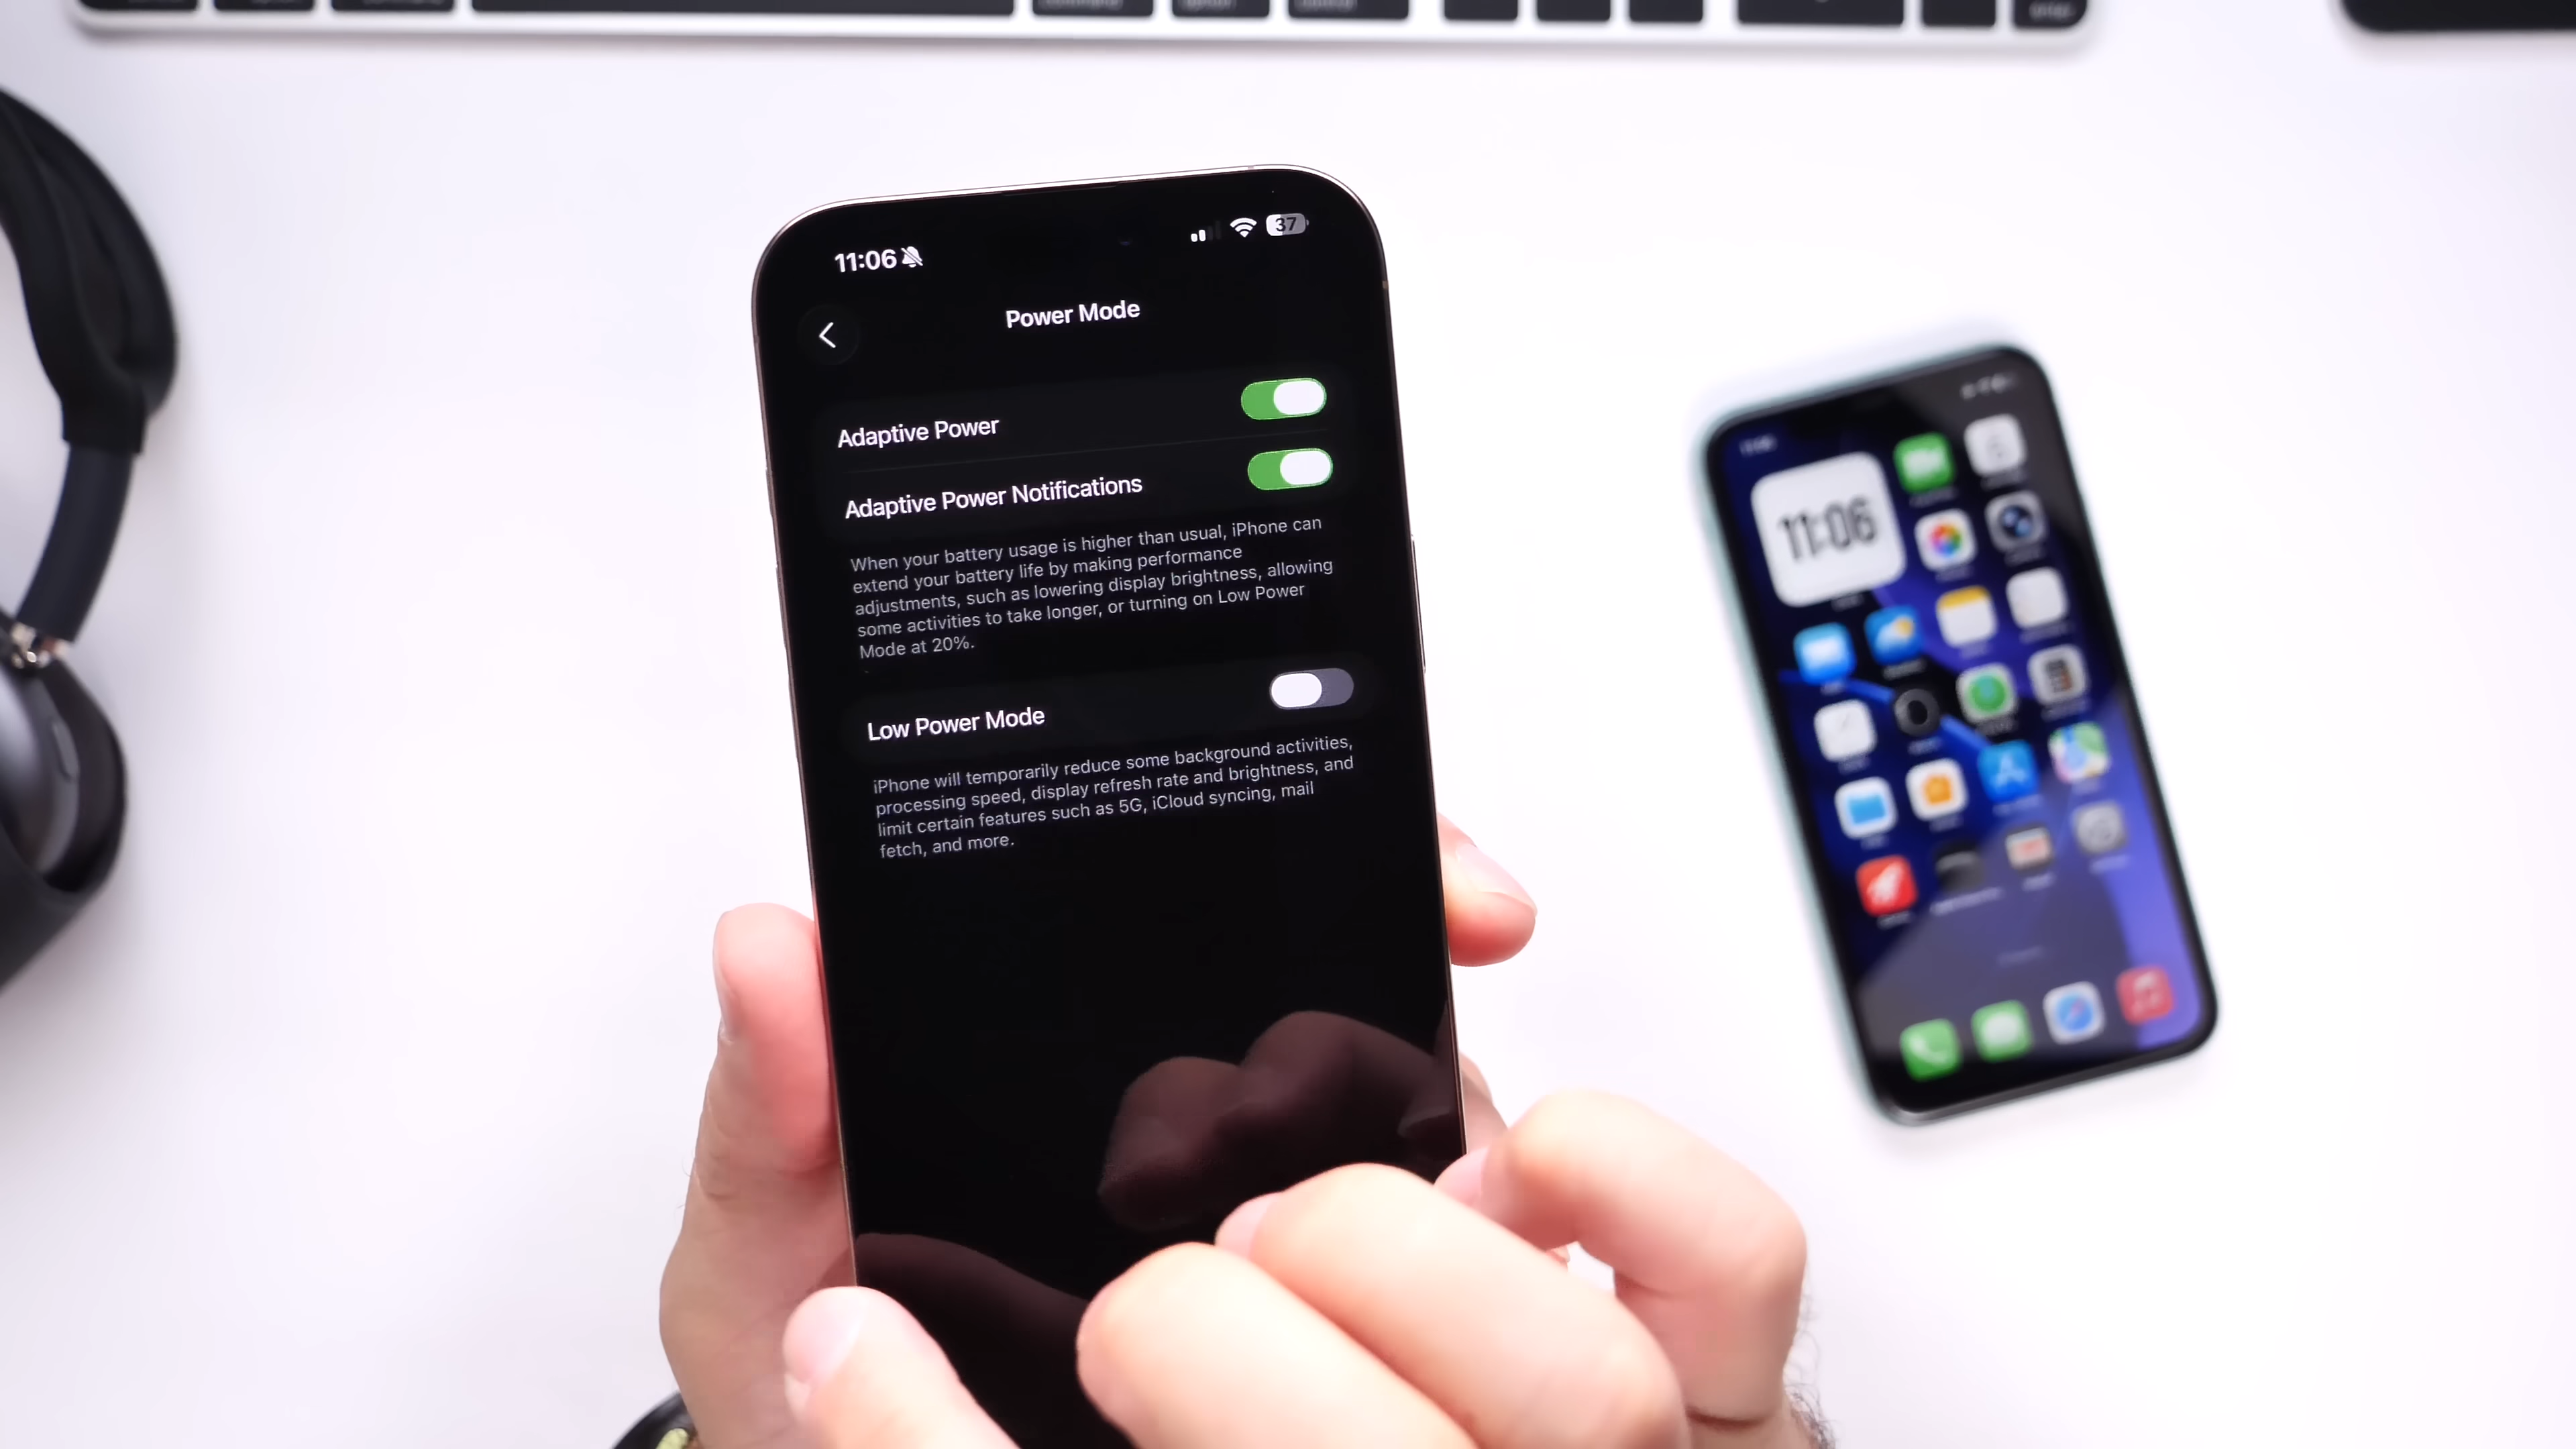 command
option
control
11:06
37
Power Mode
Adaptive Power
Adaptive Power Notifications
When your battery usage is higher than usual, iPhone can
extend your battery life by making performance
adjustments, such as lowering display brightness, allowing
some activities to take longer, or turning on Low Power
Mode at 20%.
Low Power Mode
iPhone will temporarily reduce some background activities,
processing speed, display refresh rate and brightness, and
limit certain features such as 5G, iCloud syncing, mail
fetch, and more.
11:06